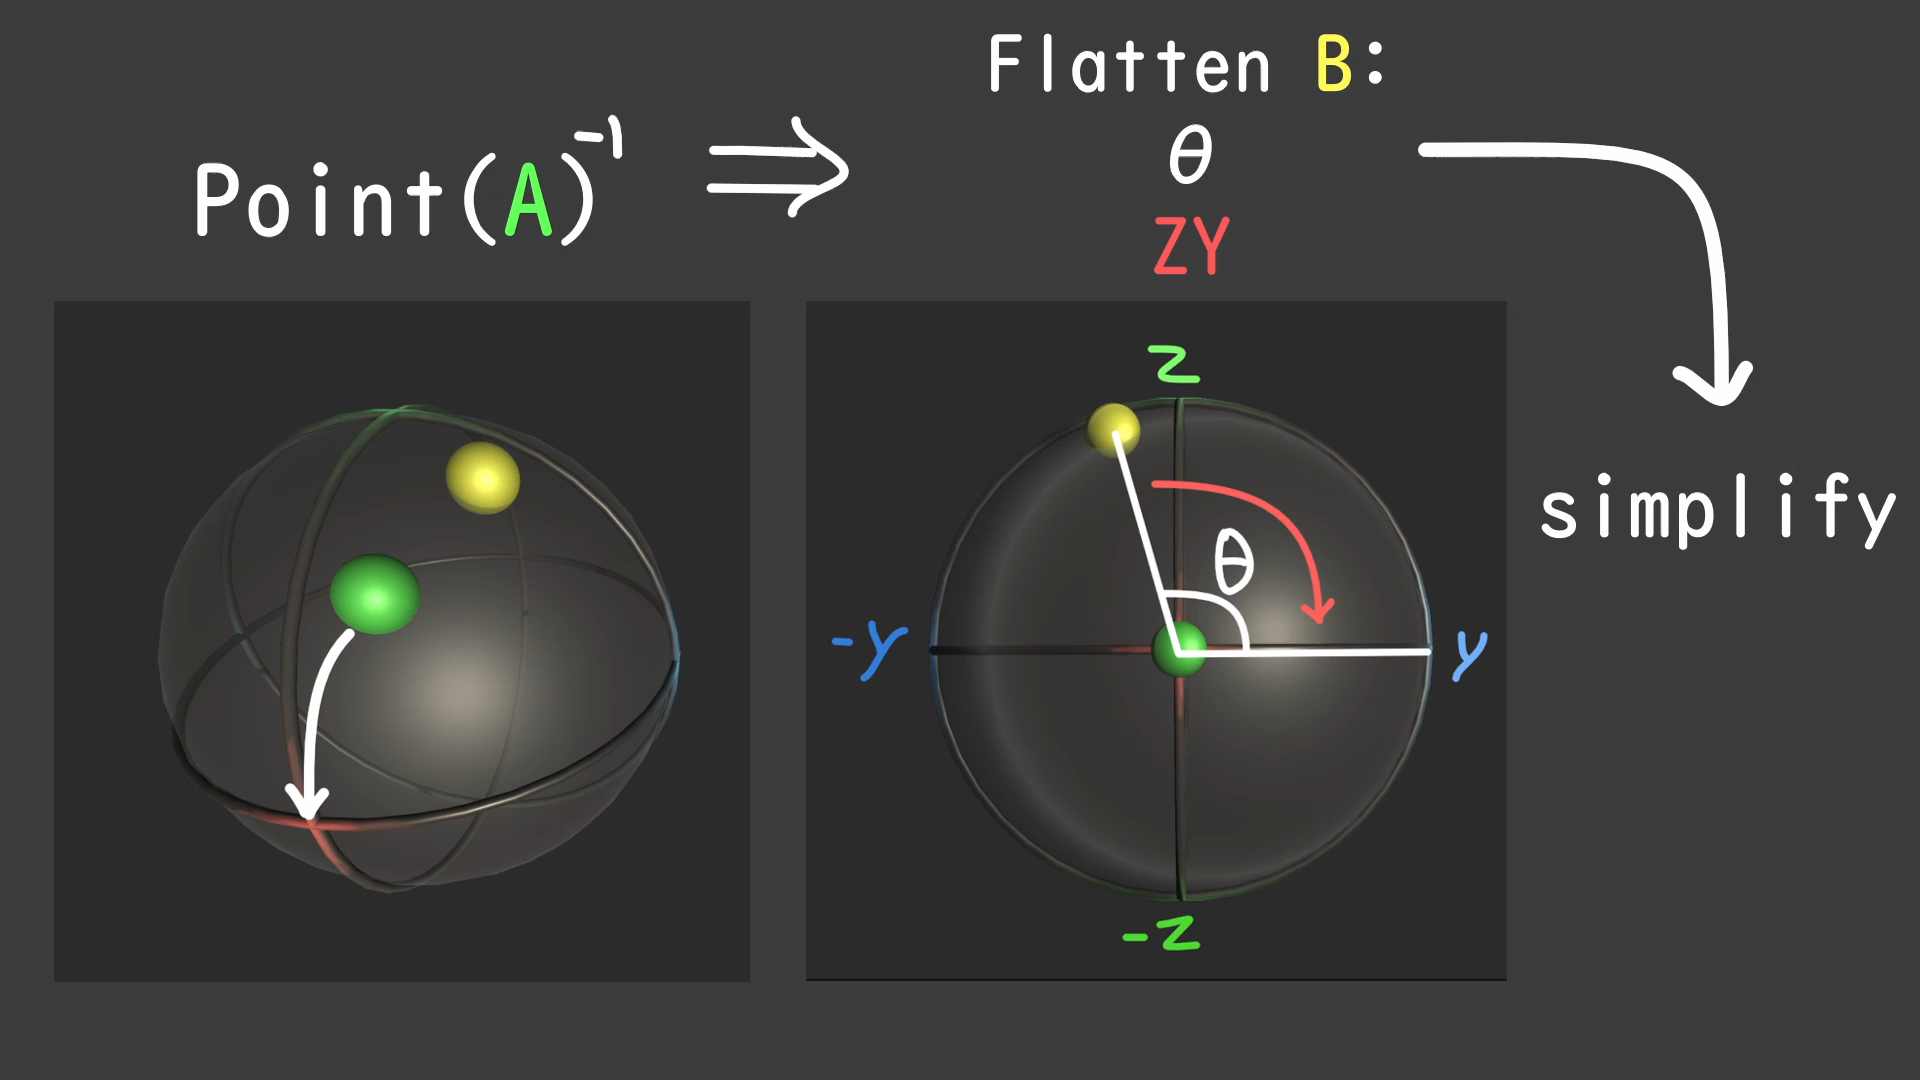 Point(A)⁻¹ ⇒
Flatten B:
θ
ZY
simplify
z
θ
-y
y
-z